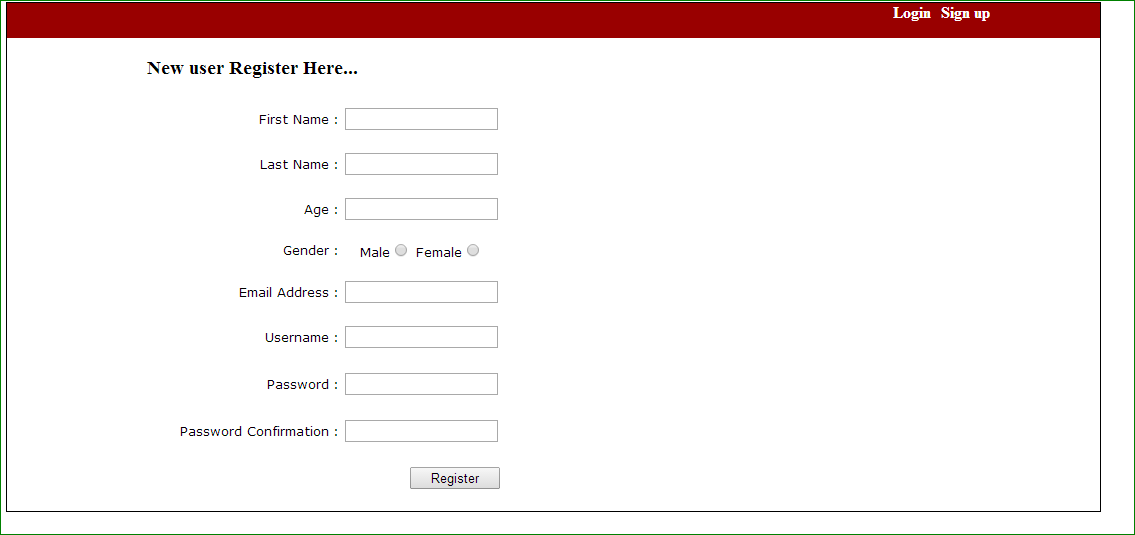 Login Sign up
New user Register Here...
First Name :
Last Name :
Age :
Gender : Male Female
Email Address :
Username :
Password :
Password Confirmation :
Register